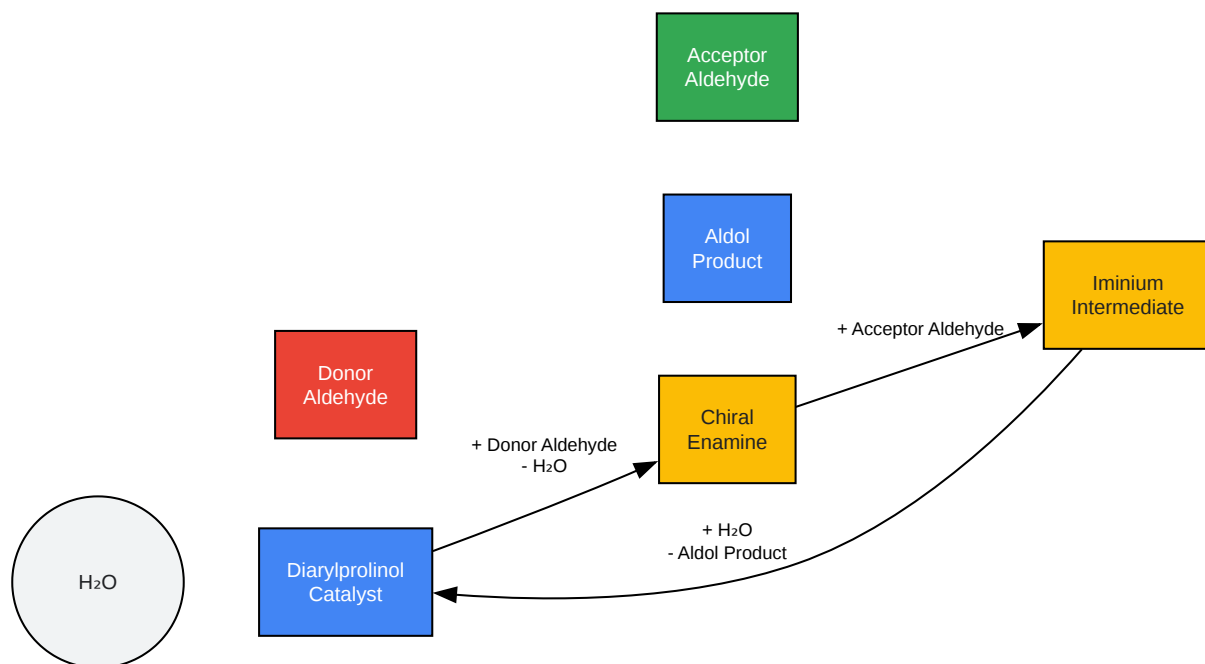 Acceptor
Aldehyde
Aldol
Product
Iminium
Intermediate
+ Acceptor Aldehyde
Donor
Aldehyde
Chiral
Enamine
+ Donor Aldehyde
- H₂O
+ H₂O
- Aldol Product
H₂O
Diarylprolinol
Catalyst